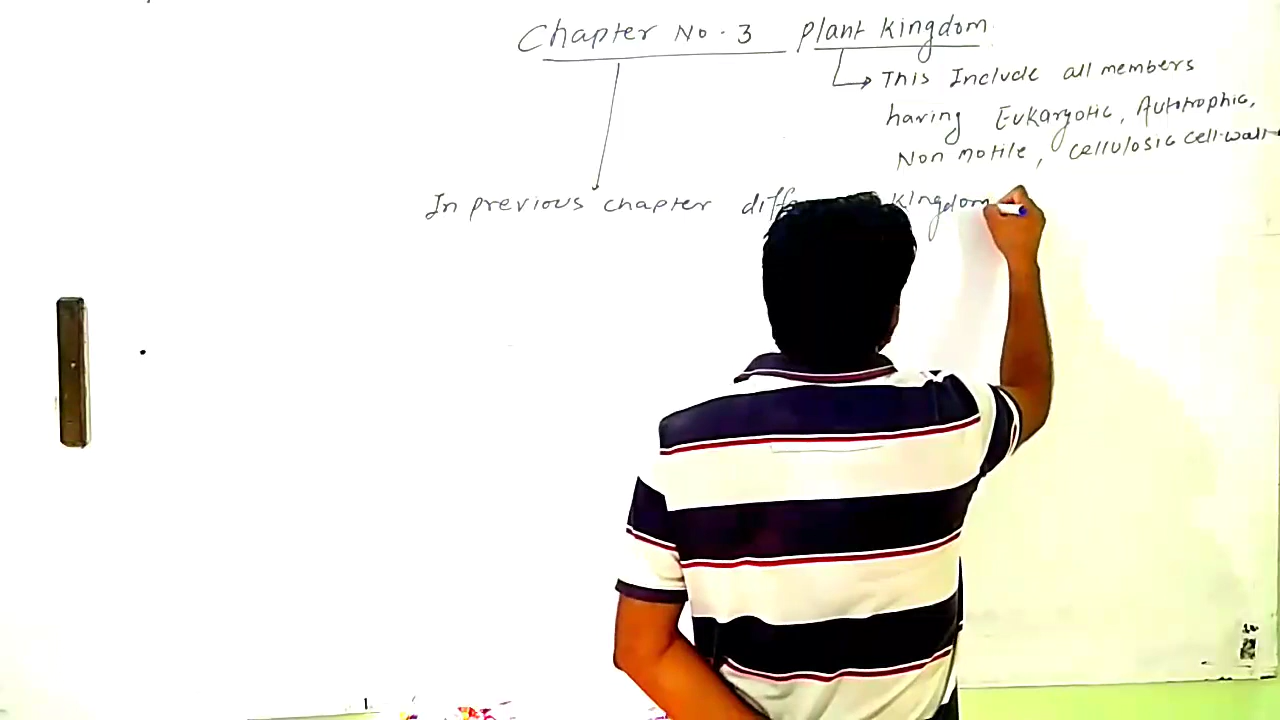 Chapter No. 3 Plant Kingdom
This Include all members
having Eukaryotic, Autotrophic,
Non motile, Cellulosic cell-wall
In previous chapter Kingdom